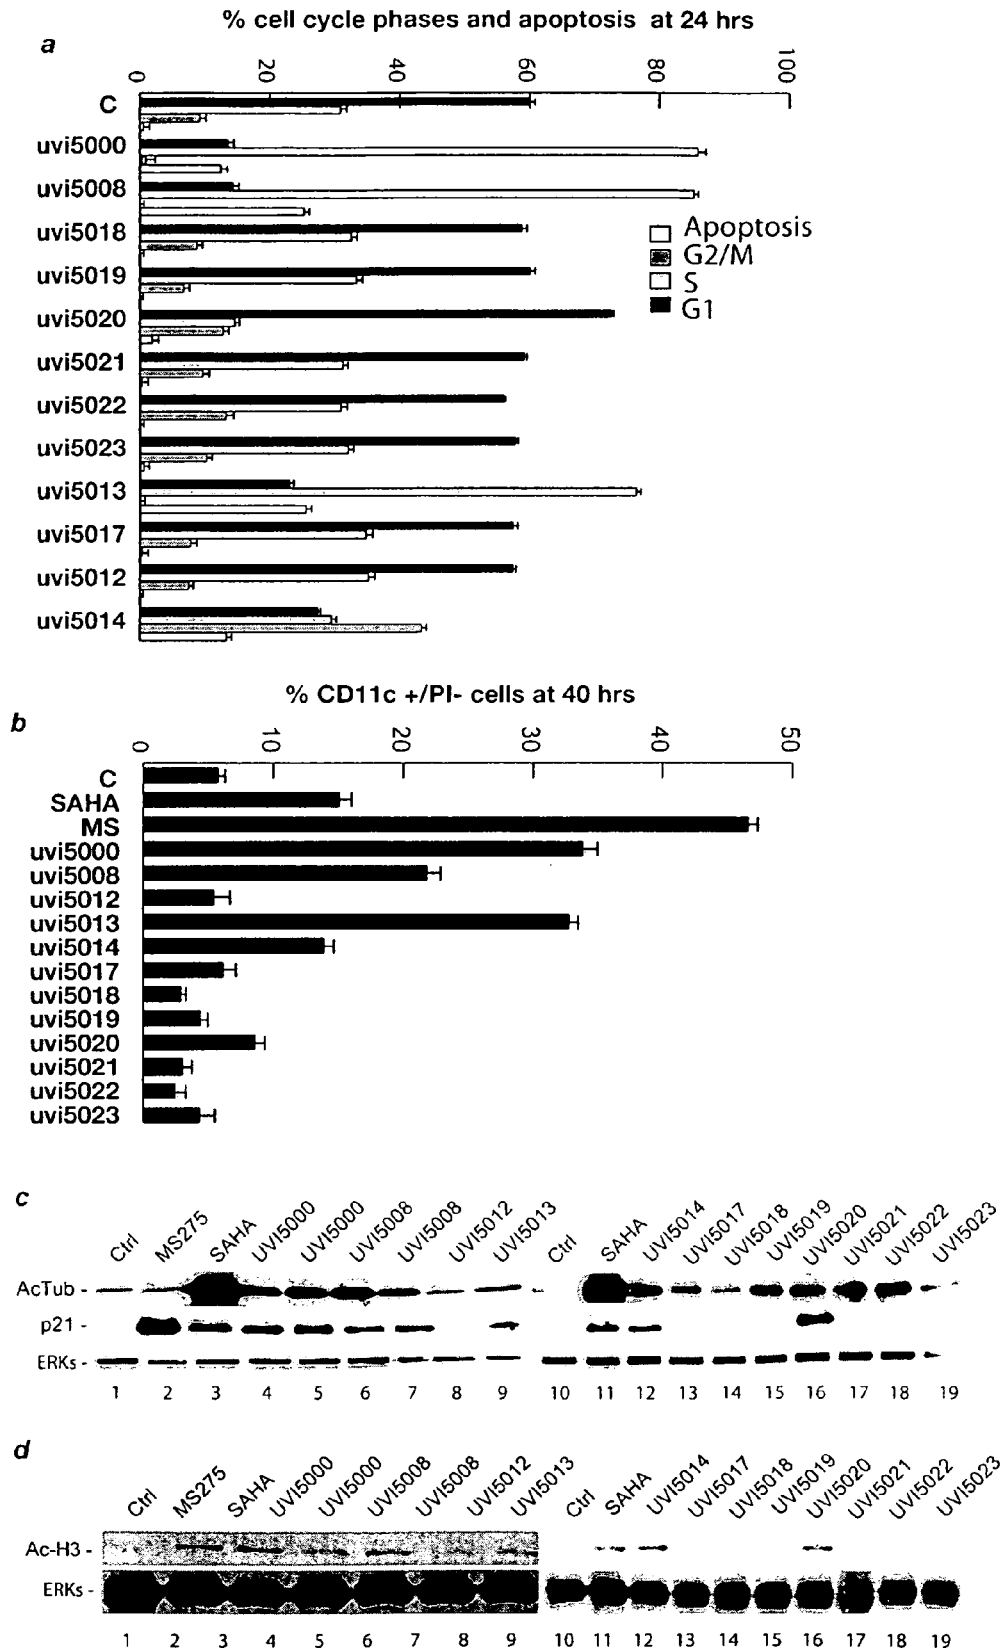 % cell cycle phases and apoptosis at 24 hrs
a
0 20 40 60 80 100
C
uvi5000
uvi5008
uvi5018
uvi5019
uvi5020
uvi5021
uvi5022
uvi5023
uvi5013
uvi5017
uvi5012
uvi5014
Apoptosis
G2/M
S
G1
% CD11c +/PI- cells at 40 hrs
b
0 10 20 30 40 50
C
SAHA
MS
uvi5000
uvi5008
uvi5012
uvi5013
uvi5014
uvi5017
uvi5018
uvi5019
uvi5020
uvi5021
uvi5022
uvi5023
c
Ctrl MS275 SAHA UVI5000 UVI5000 UVI5008 UVI5008 UVI5012 UVI5013 Ctrl SAHA UVI5014 UVI5017 UVI5018 UVI5019 UVI5020 UVI5021 UVI5022 UVI5023
AcTub -
p21 -
ERKs -
1 2 3 4 5 6 7 8 9 10 11 12 13 14 15 16 17 18 19
d
Ctrl MS275 SAHA UVI5000 UVI5000 UVI5008 UVI5008 UVI5012 UVI5013 Ctrl SAHA UVI5014 UVI5017 UVI5018 UVI5019 UVI5020 UVI5021 UVI5022 UVI5023
Ac-H3 -
ERKs -
1 2 3 4 5 6 7 8 9 10 11 12 13 14 15 16 17 18 19